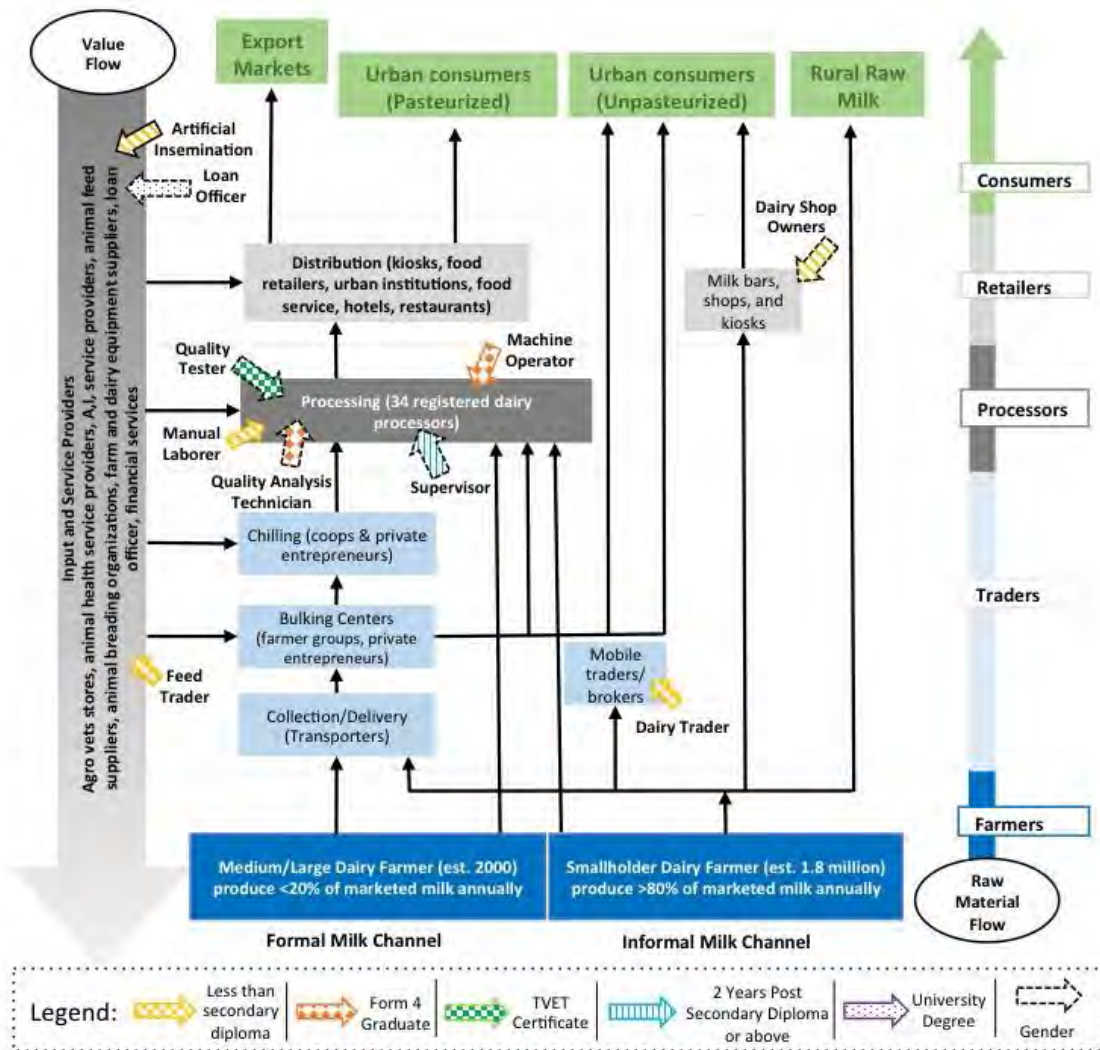 Value
Flow
Export
Markets
Urban consumers
(Pasteurized)
Urban consumers
(Unpasteurized)
Rural Raw
Milk
Artificial
Insemination
Loan
Officer
Input and Service Providers
Agro vets stores, animal health service providers, A,I, service providers, animal feed
suppliers, animal breading organizations, farm and dairy equipment suppliers, loan
officer, financial services
Distribution (kiosks, food
retailers, urban institutions, food
service, hotels, restaurants)
Dairy Shop
Owners
Milk bars,
shops, and
kiosks
Quality
Tester
Machine
Operator
Processing (34 registered dairy
processors)
Manual
Laborer
Quality Analysis
Technician
Supervisor
Chilling (coops & private
entrepreneurs)
Bulking Centers
(farmer groups, private
entrepreneurs)
Feed
Trader
Mobile
traders/
brokers
Dairy Trader
Collection/Delivery
(Transporters)
Medium/Large Dairy Farmer (est. 2000)
produce <20% of marketed milk annually
Smallholder Dairy Farmer (est. 1.8 million)
produce >80% of marketed milk annually
Formal Milk Channel
Informal Milk Channel
Consumers
Retailers
Processors
Traders
Farmers
Raw
Material
Flow
Legend:
Less than
secondary
diploma
Form 4
Graduate
TVET
Certificate
2 Years Post
Secondary Diploma
or above
University
Degree
Gender